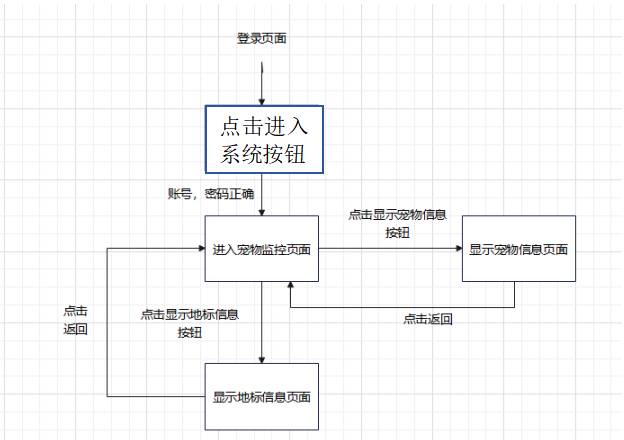 登录页面
点击进入
系统按钮
账号，密码正确
点击显示宠物信息
按钮
进入宠物监控页面
显示宠物信息页面
点击
返回
点击显示地标信息
按钮
点击返回
显示地标信息页面